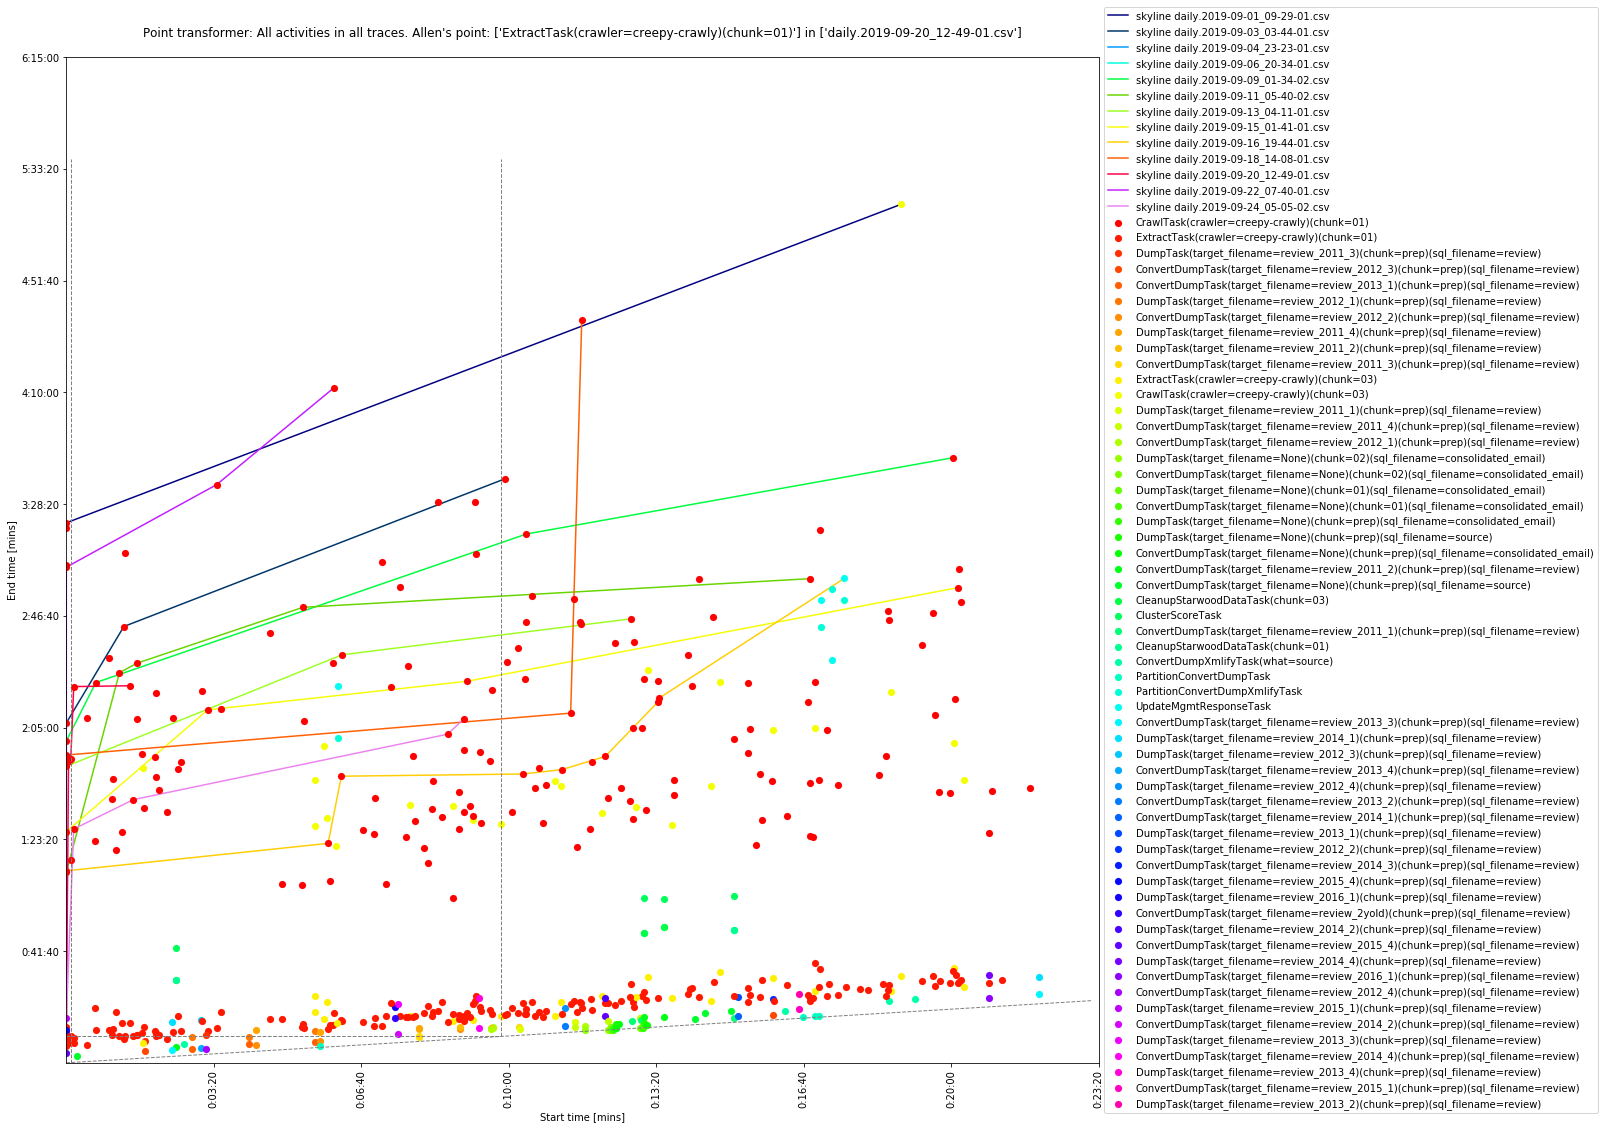 Point transformer: All activities in all traces. Allen's point: ['ExtractTask(crawler=creepy-crawly)(chunk=01)'] in ['daily.2019-09-20_12-49-01.csv']
6:15:00
5:33:20
4:51:40
4:10:00
3:28:20
2:46:40
2:05:00
1:23:20
0:41:40
End time [mins]
0:03:20
0:06:40
0:10:00
0:13:20
0:16:40
0:20:00
0:23:20
Start time [mins]
skyline daily.2019-09-01_09-29-01.csv
skyline daily.2019-09-03_03-44-01.csv
skyline daily.2019-09-04_23-23-01.csv
skyline daily.2019-09-06_20-34-01.csv
skyline daily.2019-09-09_01-34-02.csv
skyline daily.2019-09-11_05-40-02.csv
skyline daily.2019-09-13_04-11-01.csv
skyline daily.2019-09-15_01-41-01.csv
skyline daily.2019-09-16_19-44-01.csv
skyline daily.2019-09-18_14-08-01.csv
skyline daily.2019-09-20_12-49-01.csv
skyline daily.2019-09-22_07-40-01.csv
skyline daily.2019-09-24_05-05-02.csv
CrawlTask(crawler=creepy-crawly)(chunk=01)
ExtractTask(crawler=creepy-crawly)(chunk=01)
DumpTask(target_filename=review_2011_3)(chunk=prep)(sql_filename=review)
ConvertDumpTask(target_filename=review_2012_3)(chunk=prep)(sql_filename=review)
ConvertDumpTask(target_filename=review_2013_1)(chunk=prep)(sql_filename=review)
DumpTask(target_filename=review_2012_1)(chunk=prep)(sql_filename=review)
ConvertDumpTask(target_filename=review_2012_2)(chunk=prep)(sql_filename=review)
DumpTask(target_filename=review_2011_4)(chunk=prep)(sql_filename=review)
DumpTask(target_filename=review_2011_2)(chunk=prep)(sql_filename=review)
ConvertDumpTask(target_filename=review_2011_3)(chunk=prep)(sql_filename=review)
ExtractTask(crawler=creepy-crawly)(chunk=03)
CrawlTask(crawler=creepy-crawly)(chunk=03)
DumpTask(target_filename=review_2011_1)(chunk=prep)(sql_filename=review)
ConvertDumpTask(target_filename=review_2011_4)(chunk=prep)(sql_filename=review)
ConvertDumpTask(target_filename=review_2012_1)(chunk=prep)(sql_filename=review)
DumpTask(target_filename=None)(chunk=02)(sql_filename=consolidated_email)
ConvertDumpTask(target_filename=None)(chunk=02)(sql_filename=consolidated_email)
DumpTask(target_filename=None)(chunk=01)(sql_filename=consolidated_email)
ConvertDumpTask(target_filename=None)(chunk=01)(sql_filename=consolidated_email)
DumpTask(target_filename=None)(chunk=prep)(sql_filename=consolidated_email)
DumpTask(target_filename=None)(chunk=prep)(sql_filename=source)
ConvertDumpTask(target_filename=None)(chunk=prep)(sql_filename=consolidated_email)
ConvertDumpTask(target_filename=review_2011_2)(chunk=prep)(sql_filename=review)
ConvertDumpTask(target_filename=None)(chunk=prep)(sql_filename=source)
CleanupStarwoodDataTask(chunk=03)
ClusterScoreTask
ConvertDumpTask(target_filename=review_2011_1)(chunk=prep)(sql_filename=review)
CleanupStarwoodDataTask(chunk=01)
ConvertDumpXmlifyTask(what=source)
PartitionConvertDumpTask
PartitionConvertDumpXmlifyTask
UpdateMgmtResponseTask
ConvertDumpTask(target_filename=review_2013_3)(chunk=prep)(sql_filename=review)
DumpTask(target_filename=review_2014_1)(chunk=prep)(sql_filename=review)
DumpTask(target_filename=review_2012_3)(chunk=prep)(sql_filename=review)
ConvertDumpTask(target_filename=review_2013_4)(chunk=prep)(sql_filename=review)
DumpTask(target_filename=review_2012_4)(chunk=prep)(sql_filename=review)
ConvertDumpTask(target_filename=review_2013_2)(chunk=prep)(sql_filename=review)
ConvertDumpTask(target_filename=review_2014_1)(chunk=prep)(sql_filename=review)
DumpTask(target_filename=review_2013_1)(chunk=prep)(sql_filename=review)
DumpTask(target_filename=review_2012_2)(chunk=prep)(sql_filename=review)
ConvertDumpTask(target_filename=review_2014_3)(chunk=prep)(sql_filename=review)
DumpTask(target_filename=review_2015_4)(chunk=prep)(sql_filename=review)
DumpTask(target_filename=review_2016_1)(chunk=prep)(sql_filename=review)
ConvertDumpTask(target_filename=review_2yold)(chunk=prep)(sql_filename=review)
DumpTask(target_filename=review_2014_2)(chunk=prep)(sql_filename=review)
ConvertDumpTask(target_filename=review_2015_4)(chunk=prep)(sql_filename=review)
DumpTask(target_filename=review_2014_4)(chunk=prep)(sql_filename=review)
ConvertDumpTask(target_filename=review_2016_1)(chunk=prep)(sql_filename=review)
ConvertDumpTask(target_filename=review_2012_4)(chunk=prep)(sql_filename=review)
DumpTask(target_filename=review_2015_1)(chunk=prep)(sql_filename=review)
ConvertDumpTask(target_filename=review_2014_2)(chunk=prep)(sql_filename=review)
DumpTask(target_filename=review_2013_3)(chunk=prep)(sql_filename=review)
ConvertDumpTask(target_filename=review_2014_4)(chunk=prep)(sql_filename=review)
DumpTask(target_filename=review_2013_4)(chunk=prep)(sql_filename=review)
ConvertDumpTask(target_filename=review_2015_1)(chunk=prep)(sql_filename=review)
DumpTask(target_filename=review_2013_2)(chunk=prep)(sql_filename=review)